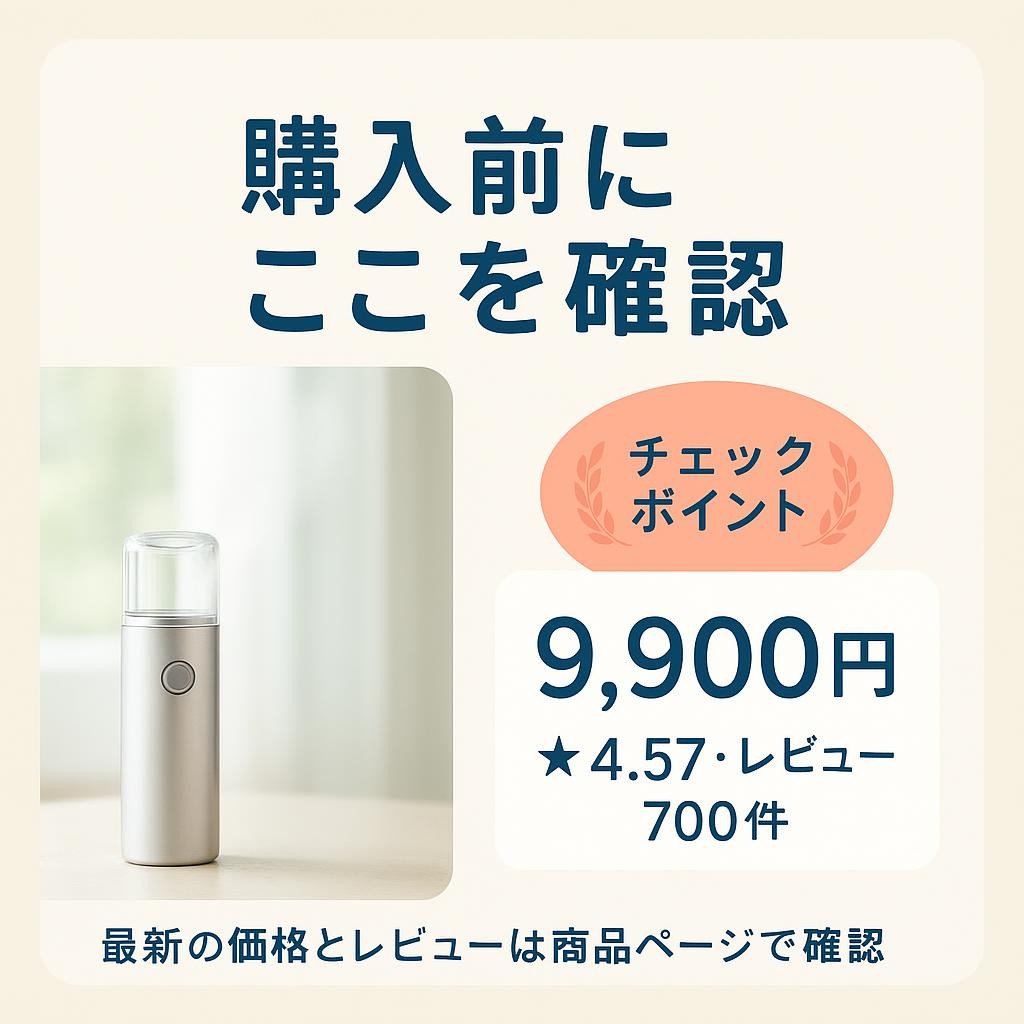 購入前に
ここを確認
チェック
ポイント
9,900円
★4.57・レビュー
700件
最新の価格とレビューは商品ページで確認